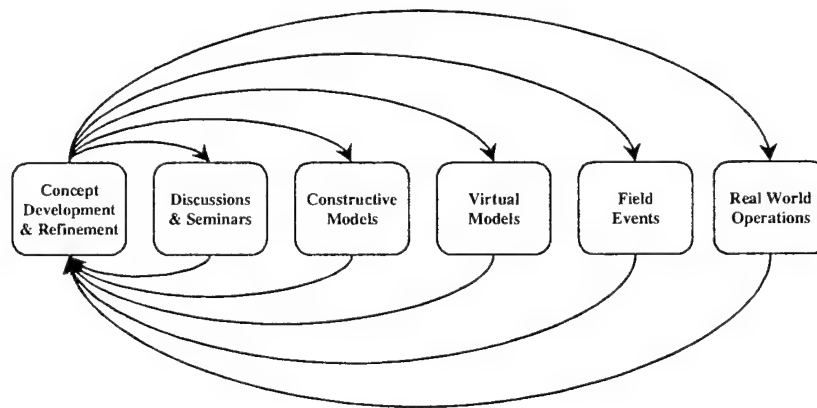 Concept
Development
& Refinement
Discussions
& Seminars
Constructive
Models
Virtual
Models
Field
Events
Real World
Operations